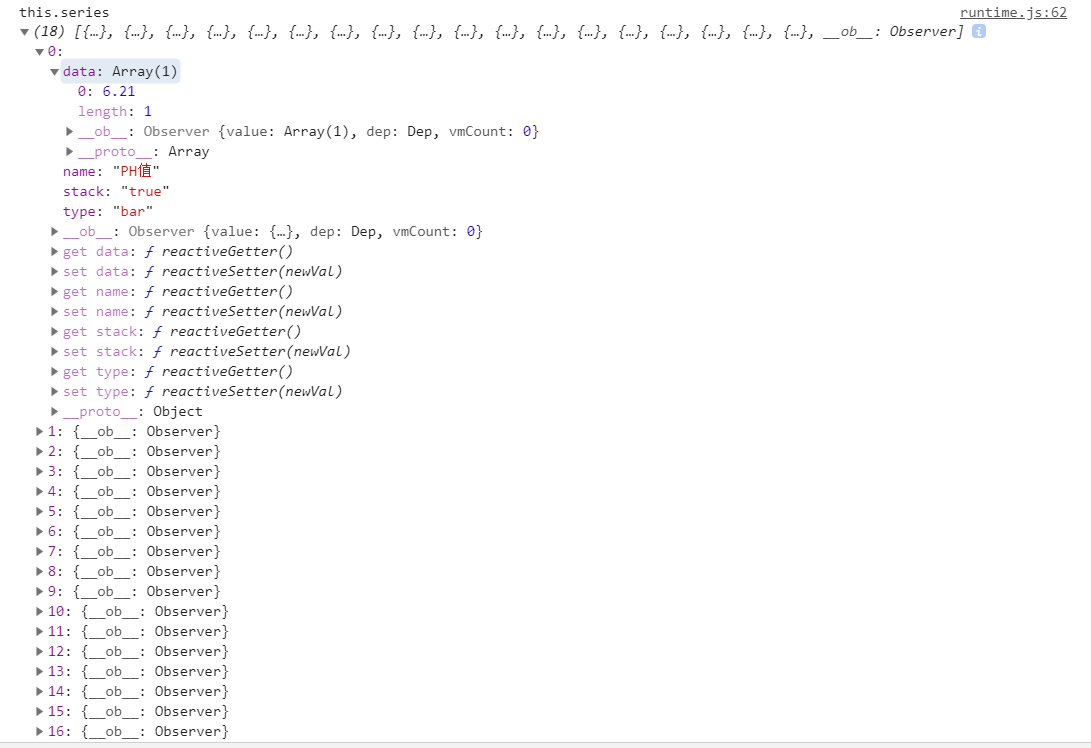 this.series runtime.js:62
(18) [{…}, {…}, {…}, {…}, {…}, {…}, {…}, {…}, {…}, {…}, {…}, {…}, {…}, {…}, {…}, {…}, {…}, {…}, __ob__: Observer] i
0:
data: Array(1)
0: 6.21
length: 1
__ob__: Observer {value: Array(1), dep: Dep, vmCount: 0}
__proto__: Array
name: "PH值"
stack: "true"
type: "bar"
__ob__: Observer {value: {…}, dep: Dep, vmCount: 0}
get data: ƒ reactiveGetter()
set data: ƒ reactiveSetter(newVal)
get name: ƒ reactiveGetter()
set name: ƒ reactiveSetter(newVal)
get stack: ƒ reactiveGetter()
set stack: ƒ reactiveSetter(newVal)
get type: ƒ reactiveGetter()
set type: ƒ reactiveSetter(newVal)
__proto__: Object
1: {__ob__: Observer}
2: {__ob__: Observer}
3: {__ob__: Observer}
4: {__ob__: Observer}
5: {__ob__: Observer}
6: {__ob__: Observer}
7: {__ob__: Observer}
8: {__ob__: Observer}
9: {__ob__: Observer}
10: {__ob__: Observer}
11: {__ob__: Observer}
12: {__ob__: Observer}
13: {__ob__: Observer}
14: {__ob__: Observer}
15: {__ob__: Observer}
16: {__ob__: Observer}